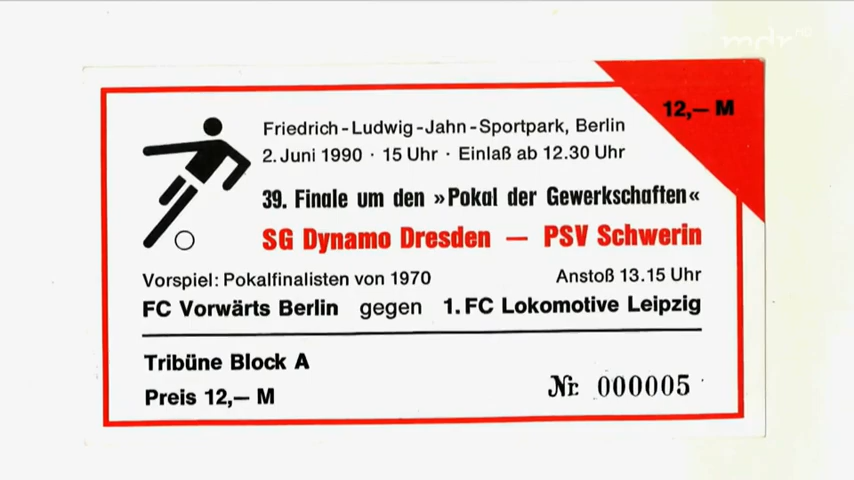 mdr
12,— M
Friedrich-Ludwig-Jahn-Sportpark, Berlin
2. Juni 1990 · 15 Uhr · Einlaß ab 12.30 Uhr
39. Finale um den »Pokal der Gewerkschaften«
SG Dynamo Dresden — PSV Schwerin
Vorspiel: Pokalfinalisten von 1970 Anstoß 13.15 Uhr
FC Vorwärts Berlin gegen 1. FC Lokomotive Leipzig
Tribüne Block A
Preis 12,— M
Nr. 000005